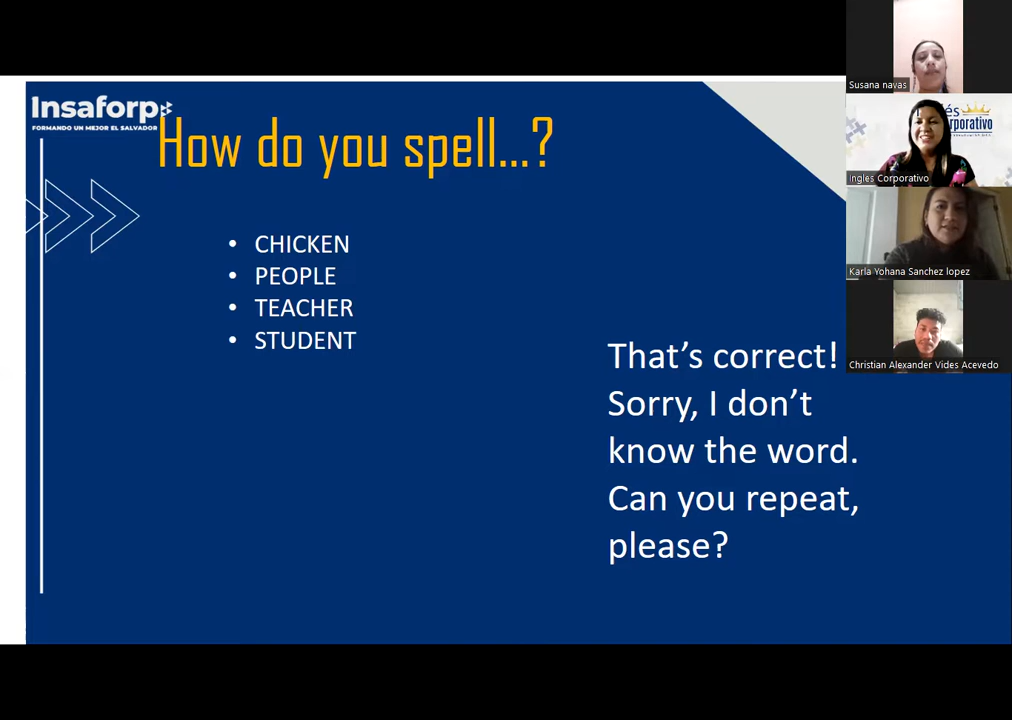 Insaforp
FORMANDO UN MEJOR EL SALVADOR
How do you spell...?
• CHICKEN
• PEOPLE
• TEACHER
• STUDENT
That's correct!
Sorry, I don't
know the word.
Can you repeat,
please?
Susana navas
Ingles Corporativo
Karla Yohana Sanchez lopez
Christian Alexander Vides Acevedo